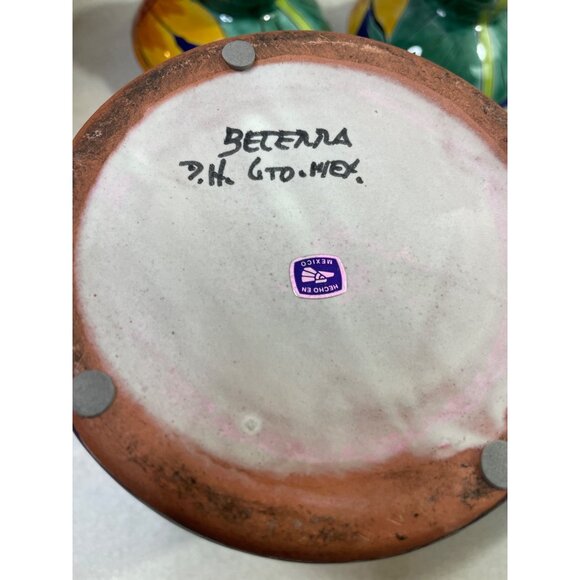 BECERRA
D.H. GTO. MEX.
HECHO EN
MEXICO